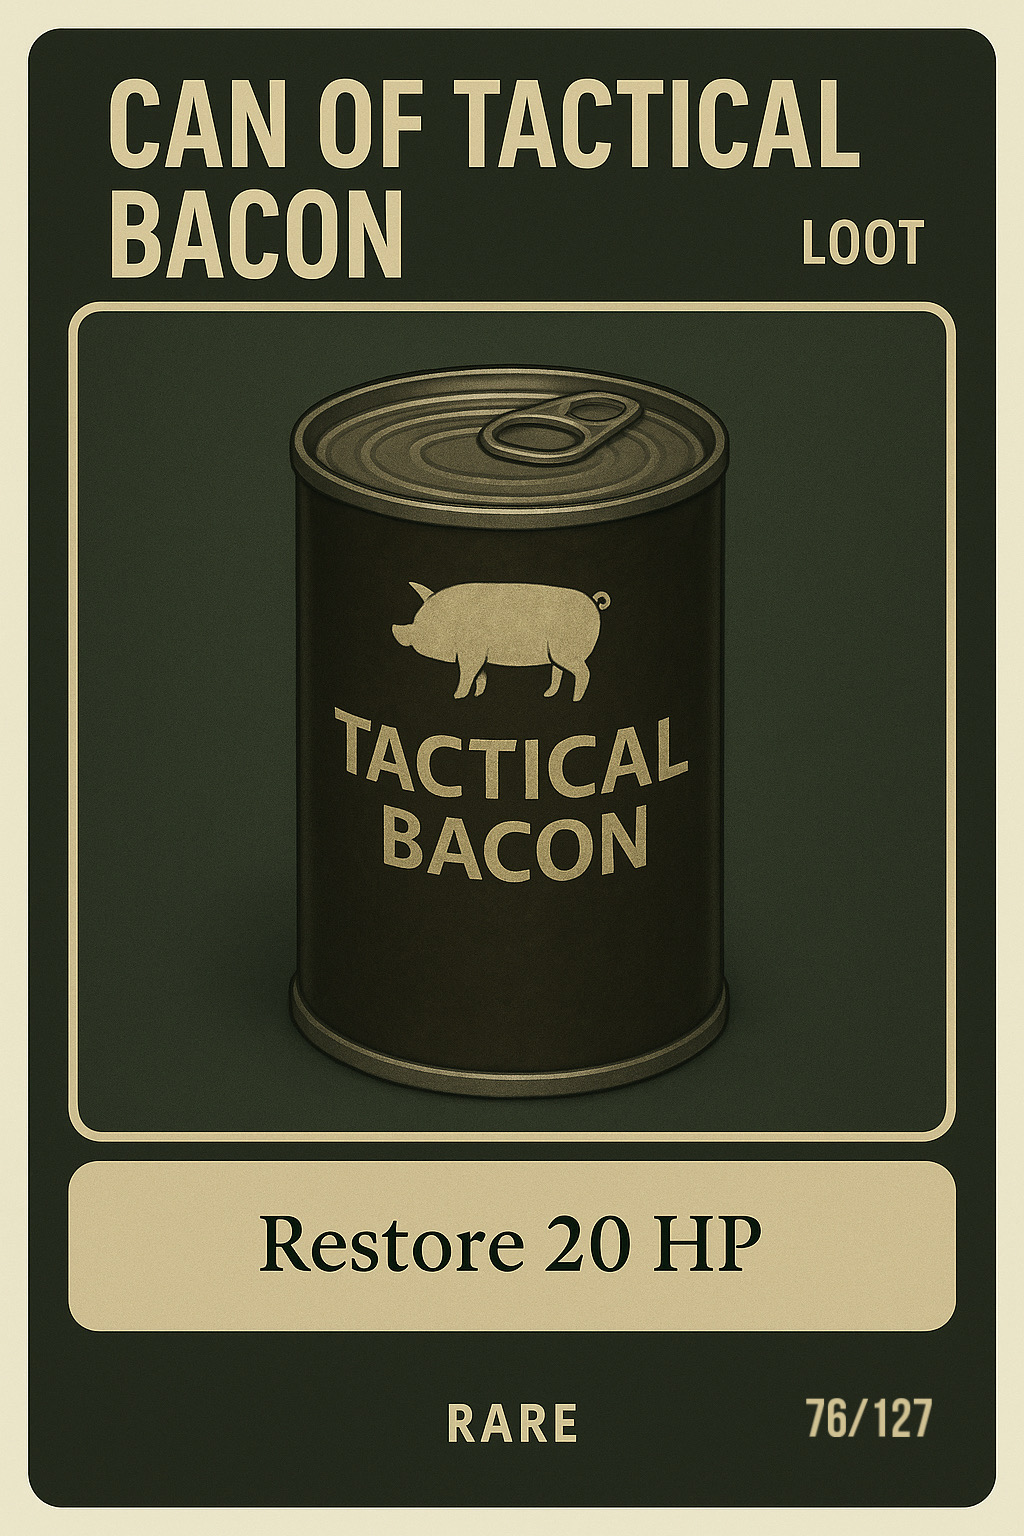 CAN OF TACTICAL
BACON
LOOT
TACTICAL
BACON
Restore 20 HP
RARE
76/127